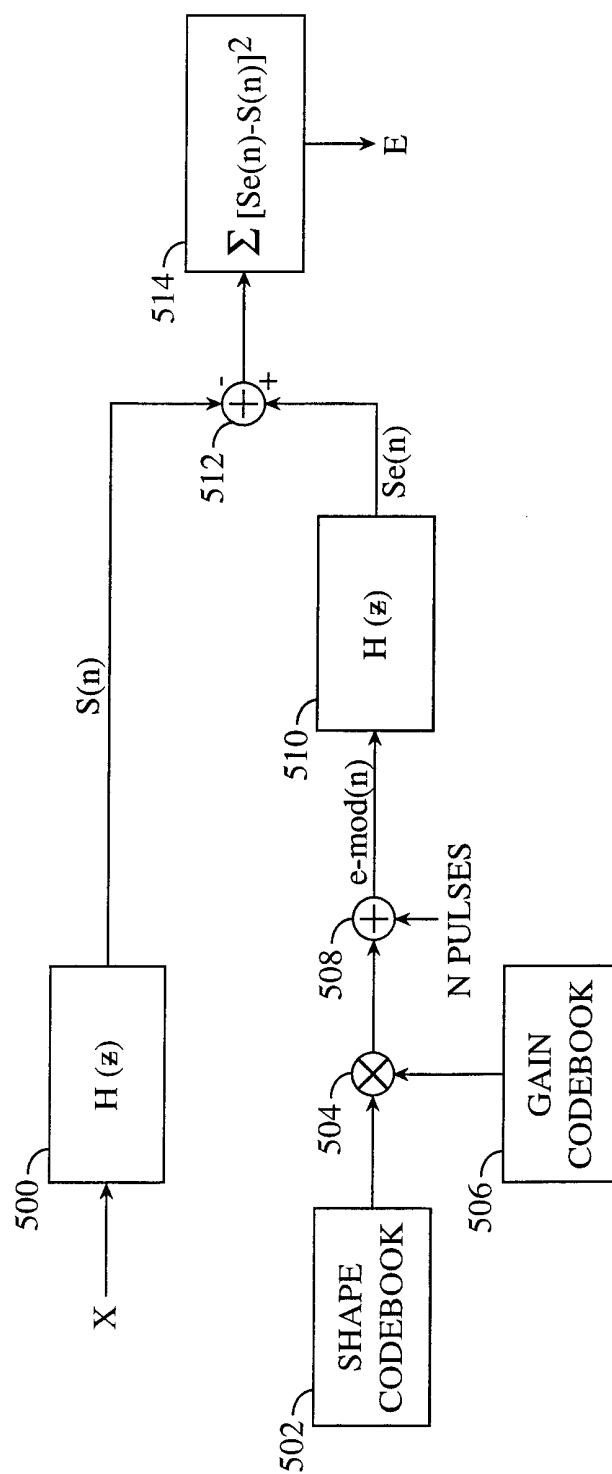 X
500
H (z)
S(n)
502
SHAPE
CODEBOOK
504
506
GAIN
CODEBOOK
508
N PULSES
e-mod(n)
510
H (z)
Se(n)
512
-
+
514
Σ [Se(n)-S(n)]²
E